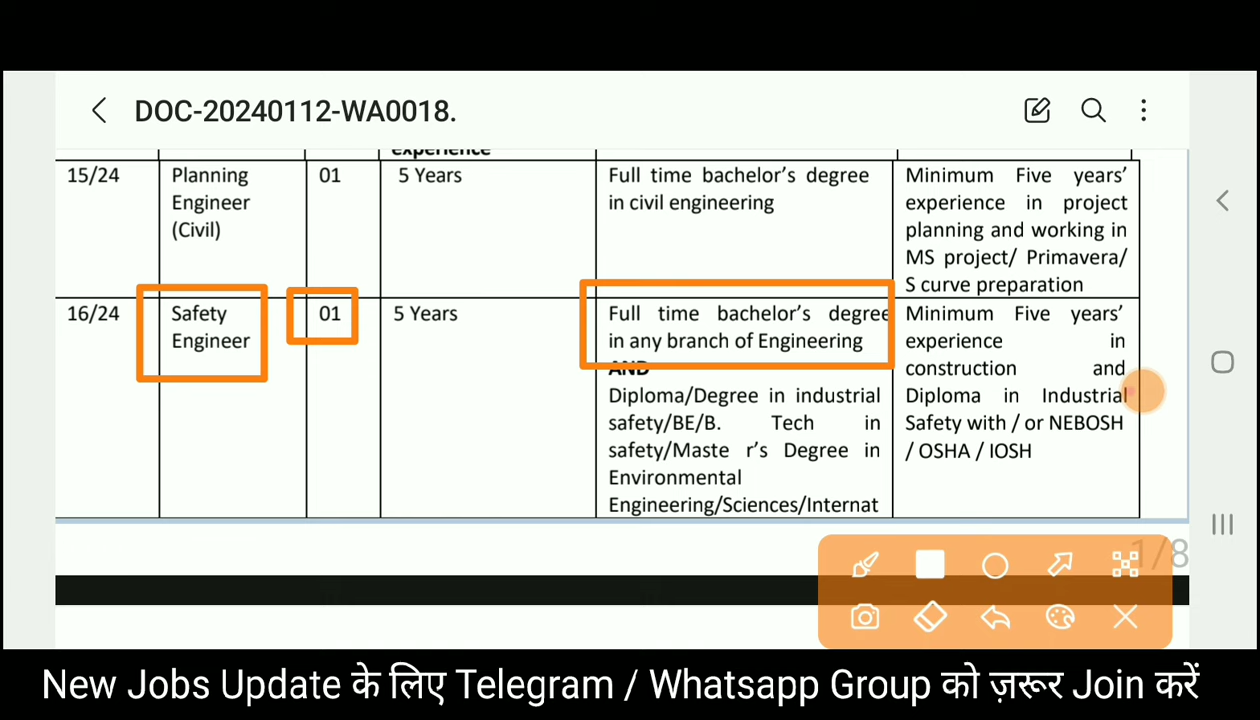 DOC-20240112-WA0018.
experience
15/24
Planning
Engineer
(Civil)
01
5 Years
Full time bachelor's degree
in civil engineering
Minimum Five years'
experience in project
planning and working in
MS project/ Primavera/
S curve preparation
16/24
Safety
Engineer
01
5 Years
Full time bachelor's degree
in any branch of Engineering
AND
Diploma/Degree in industrial
safety/BE/B. Tech in
safety/Maste r's Degree in
Environmental
Engineering/Sciences/Internat
Minimum Five years'
experience in
construction and
Diploma in Industrial
Safety with / or NEBOSH
/ OSHA / IOSH
1/8
New Jobs Update के लिए Telegram / Whatsapp Group को ज़रूर Join करें